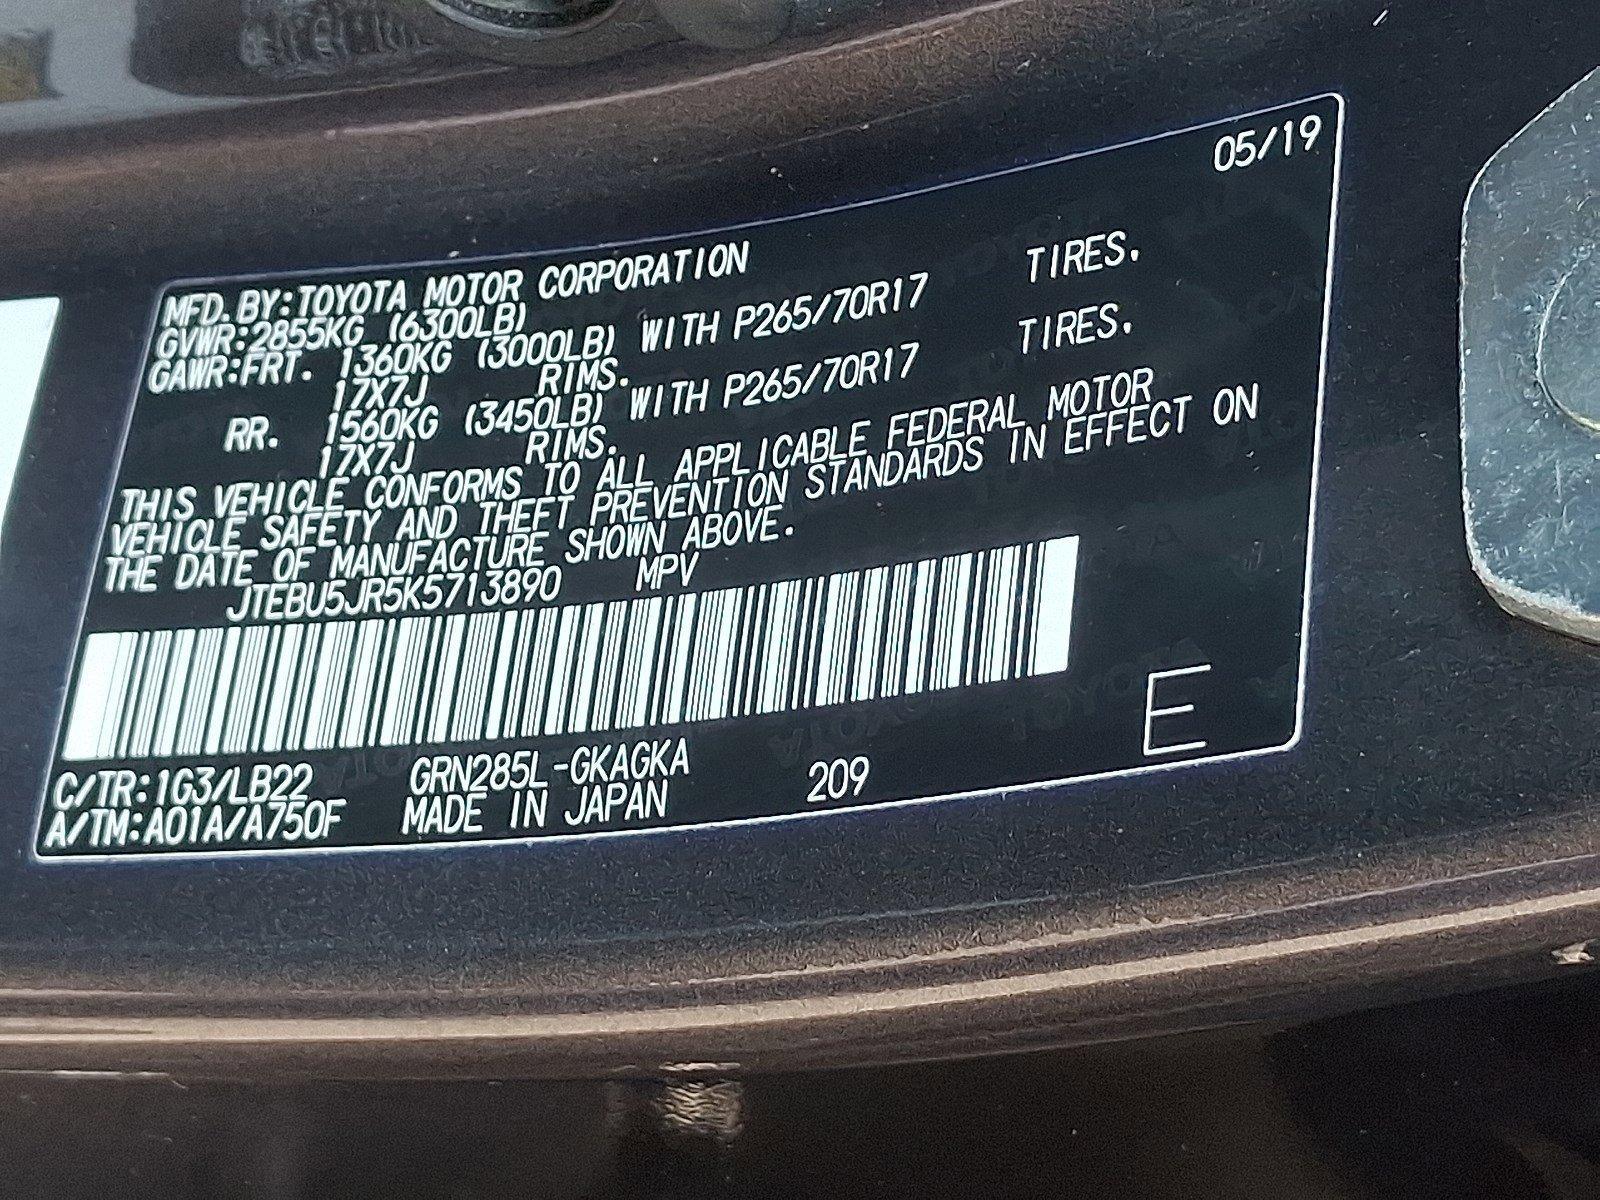 05/19
MFD. BY: TOYOTA MOTOR CORPORATION
GVWR: 2855KG (6300LB)
GAWR: FRT. 1360KG (3000LB) WITH P265/70R17 TIRES.
17X7J RIMS.
RR. 1560KG (3450LB) WITH P265/70R17 TIRES.
17X7J RIMS.
THIS VEHICLE CONFORMS TO ALL APPLICABLE FEDERAL MOTOR
VEHICLE SAFETY AND THEFT PREVENTION STANDARDS IN EFFECT ON
THE DATE OF MANUFACTURE SHOWN ABOVE.
JTEBU5JR5K5713890 MPV
E
C/TR: 1G3/LB22 GRN285L-GKAGKA 209
A/TM: A01A/A750F MADE IN JAPAN